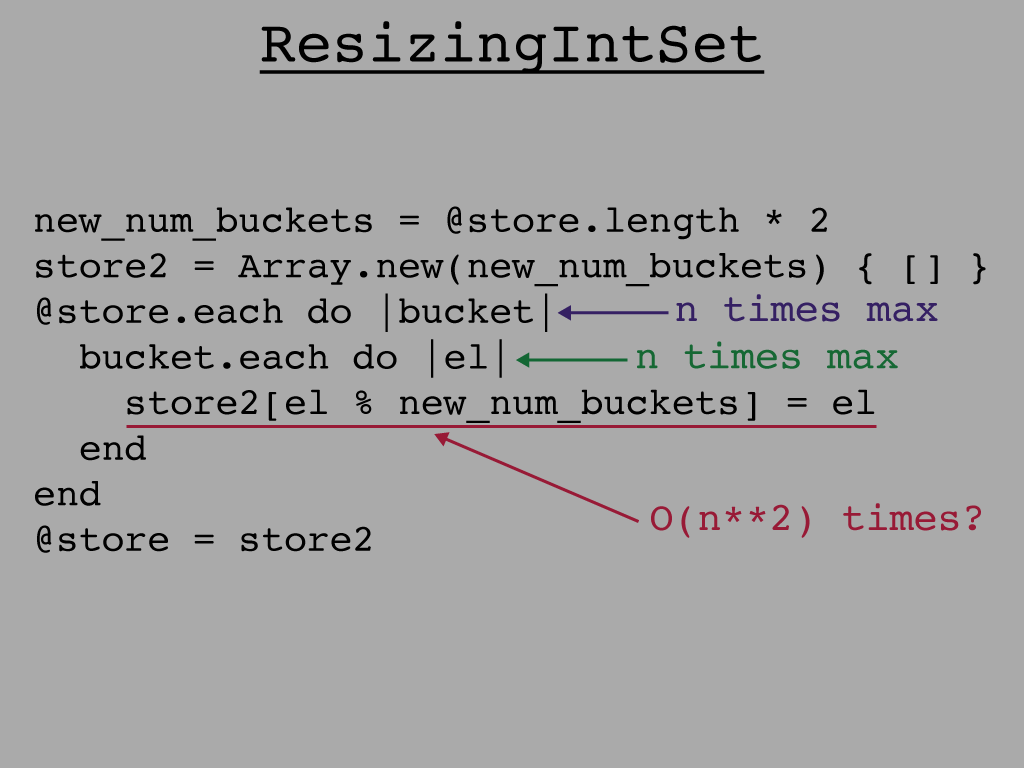 ResizingIntSet
new_num_buckets = @store.length * 2
store2 = Array.new(new_num_buckets) { [] }
@store.each do |bucket| n times max
  bucket.each do |el| n times max
    store2[el % new_num_buckets] = el
  end
end
O(n**2) times?
@store = store2